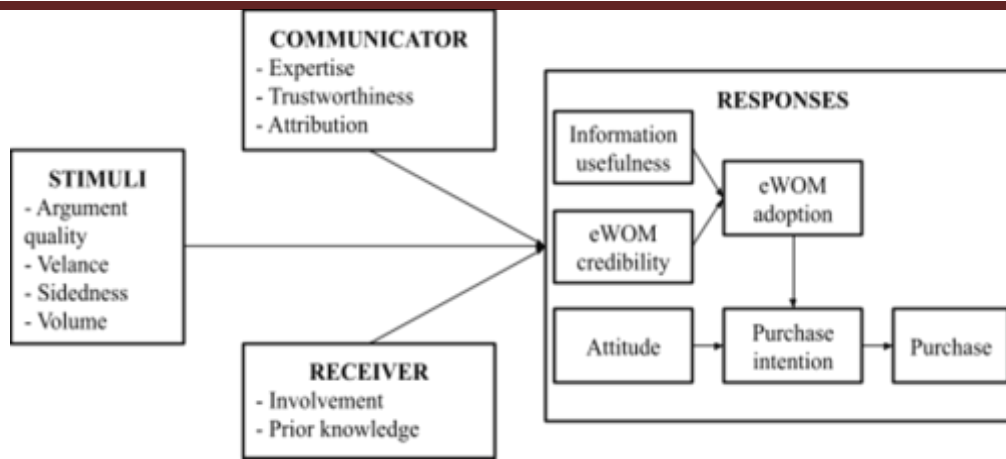 COMMUNICATOR
- Expertise
- Trustworthiness
- Attribution
STIMULI
- Argument
quality
- Velance
- Sidedness
- Volume
RECEIVER
- Involvement
- Prior knowledge
RESPONSES
Information
usefulness
eWOM
credibility
eWOM
adoption
Attitude
Purchase
intention
Purchase